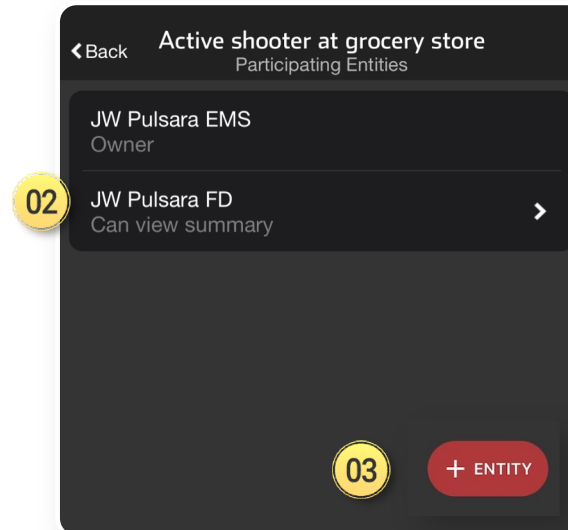 Back
Active shooter at grocery store
Participating Entities
JW Pulsara EMS
Owner
02
JW Pulsara FD
Can view summary
03
+ ENTITY